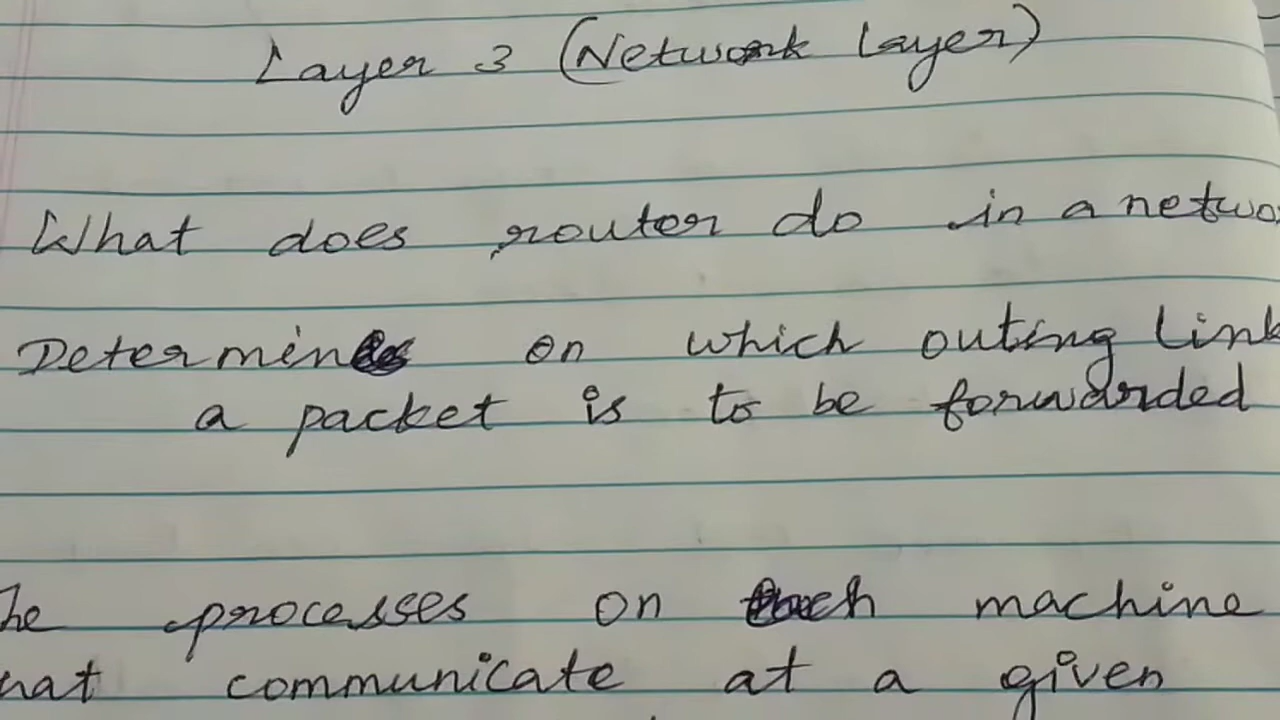 Layer 3 (Network Layer)
What does router do in a netwo
Determines on which outing link
a packet is to be forwarded
he processes on each machine
hat communicate at a given